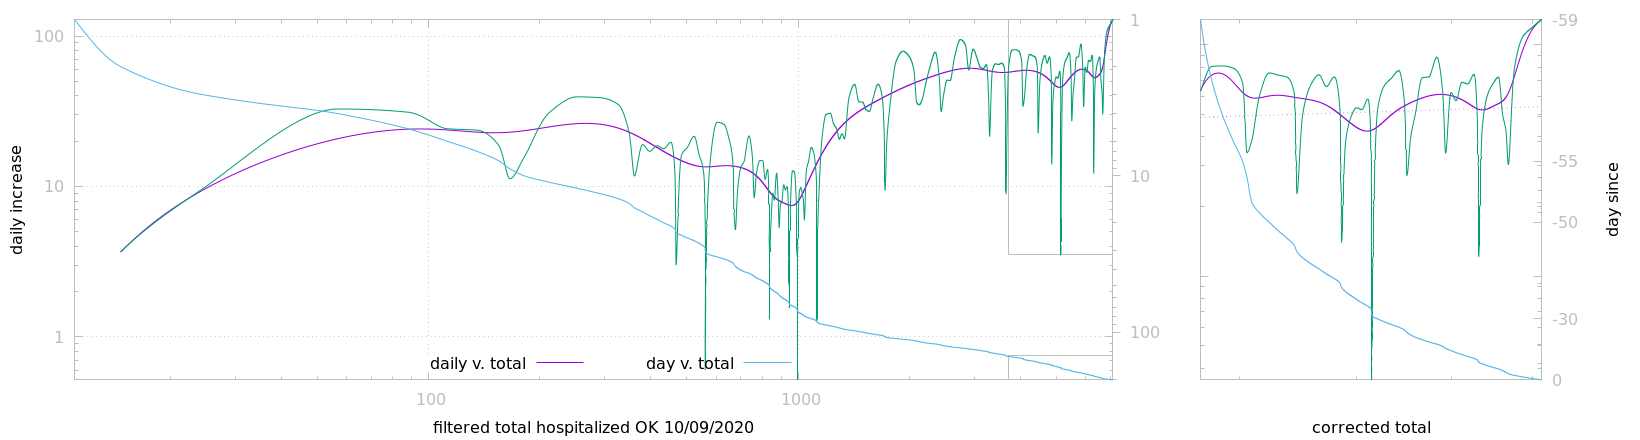 100
10
1
daily increase
daily v. total
day v. total
100
1000
filtered total hospitalized OK 10/09/2020
1
10
100
-59
-55
-50
-30
0
day since
corrected total